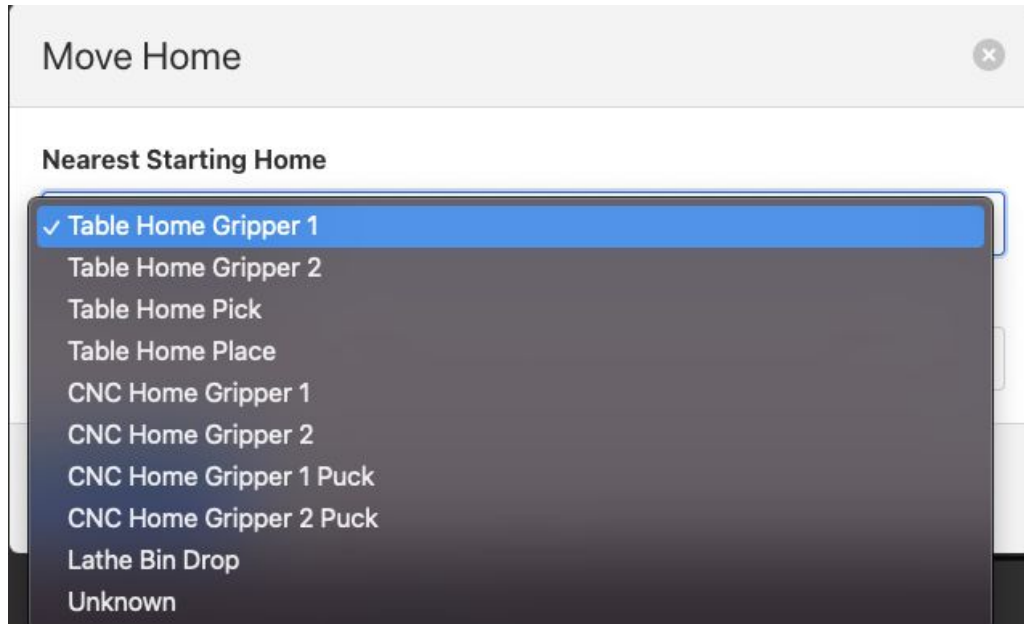 Move Home
Nearest Starting Home
✓ Table Home Gripper 1
Table Home Gripper 2
Table Home Pick
Table Home Place
CNC Home Gripper 1
CNC Home Gripper 2
CNC Home Gripper 1 Puck
CNC Home Gripper 2 Puck
Lathe Bin Drop
Unknown